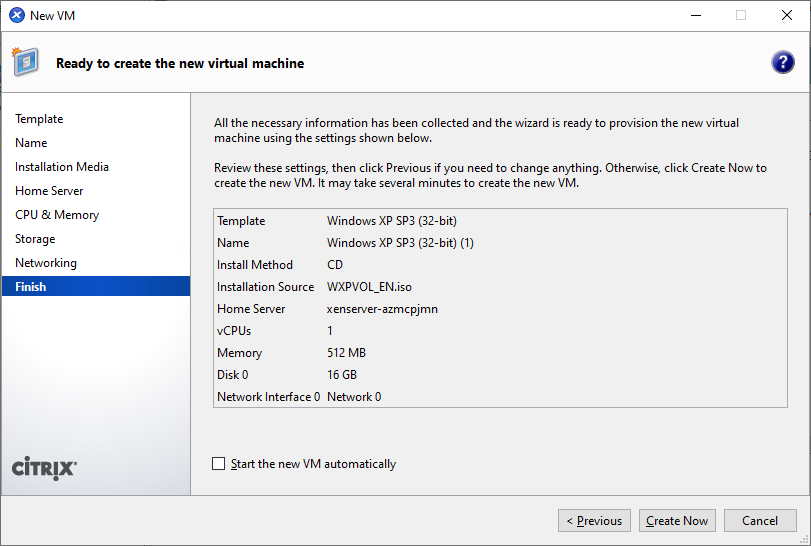 New VM
Ready to create the new virtual machine
?
Template
Name
Installation Media
Home Server
CPU & Memory
Storage
Networking
Finish
CİTRIX
All the necessary information has been collected and the wizard is ready to provision the new virtual
machine using the settings shown below.
Review these settings, then click Previous if you need to change anything. Otherwise, click Create Now to
create the new VM. It may take several minutes to create the new VM.
Template Windows XP SP3 (32-bit)
Name Windows XP SP3 (32-bit) (1)
Install Method CD
Installation Source WXPVOL_EN.iso
Home Server xenserver-azmcpjmn
vCPUs 1
Memory 512 MB
Disk 0 16 GB
Network Interface 0 Network 0
Start the new VM automatically
< Previous Create Now Cancel